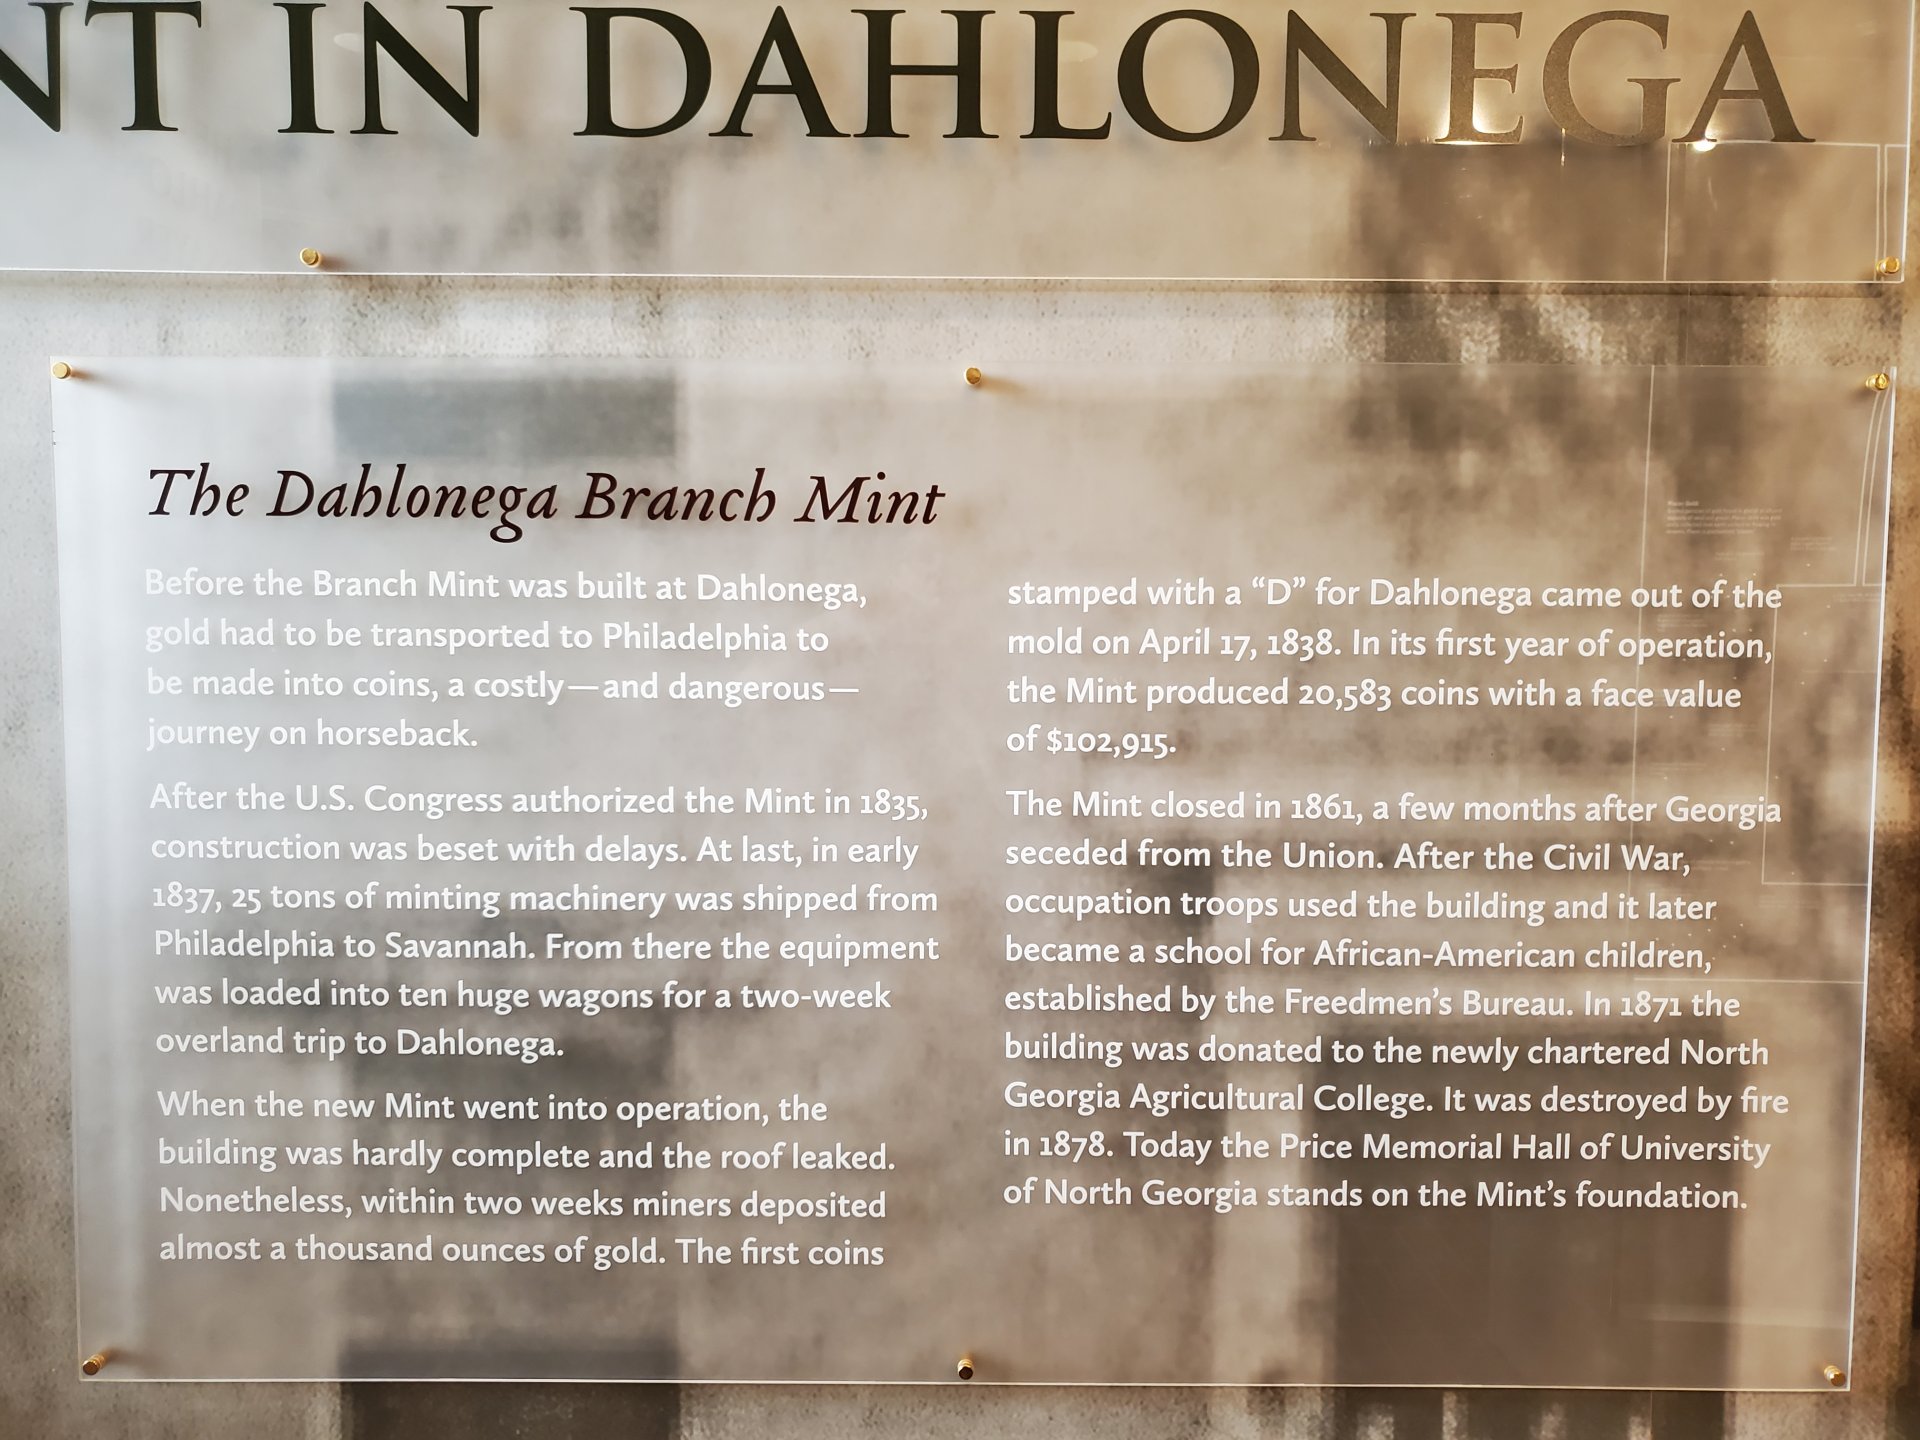 NT IN DAHLONEGA
The Dahlonega Branch Mint
Before the Branch Mint was built at Dahlonega,
gold had to be transported to Philadelphia to
be made into coins, a costly—and dangerous—
journey on horseback.
After the U.S. Congress authorized the Mint in 1835,
construction was beset with delays. At last, in early
1837, 25 tons of minting machinery was shipped from
Philadelphia to Savannah. From there the equipment
was loaded into ten huge wagons for a two-week
overland trip to Dahlonega.
When the new Mint went into operation, the
building was hardly complete and the roof leaked.
Nonetheless, within two weeks miners deposited
almost a thousand ounces of gold. The first coins
stamped with a “D” for Dahlonega came out of the
mold on April 17, 1838. In its first year of operation,
the Mint produced 20,583 coins with a face value
of $102,915.
The Mint closed in 1861, a few months after Georgia
seceded from the Union. After the Civil War,
occupation troops used the building and it later
became a school for African-American children,
established by the Freedmen’s Bureau. In 1871 the
building was donated to the newly chartered North
Georgia Agricultural College. It was destroyed by fire
in 1878. Today the Price Memorial Hall of University
of North Georgia stands on the Mint’s foundation.